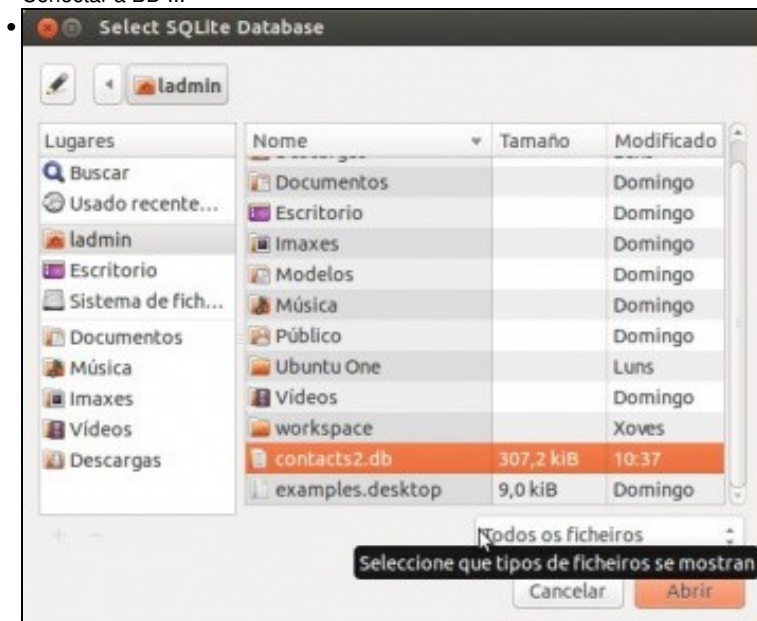 Select SQLite Database
ladmin
Lugares
Nome Tamaño Modificado
Buscar
Usado recente...
ladmin
Escritorio
Sistema de fich...
Documentos
Música
Imaxes
Vídeos
Descargas
Documentos Domingo
Escritorio Domingo
Imaxes Domingo
Modelos Domingo
Música Domingo
Público Domingo
Ubuntu One Luns
Vídeos Domingo
workspace Xoves
contacts2.db 307,2 kiB 10:37
examples.desktop 9,0 kiB Domingo
Todos os ficheiros
Seleccione que tipos de ficheiros se mostran
Cancelar Abrir